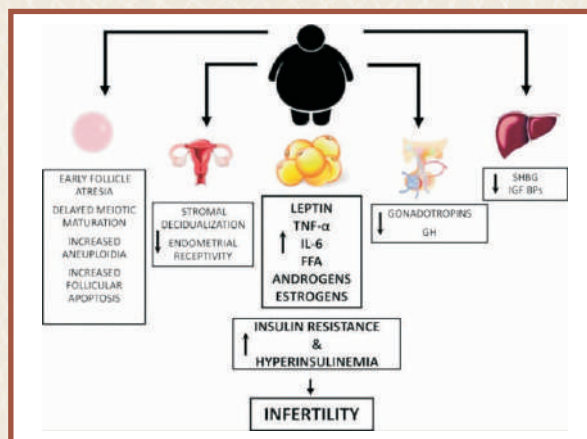 EARLY FOLLICLE
ATRESIA
DELAYED MEIOTIC
MATURATION
INCREASED
ANEUPLOIDIA
INCREASED
FOLLICULAR
APOPTOSIS
STROMAL
DECIDUALIZATION
ENDOMETRIAL
RECEPTIVITY
LEPTIN
TNF-α
IL-6
FFA
ANDROGENS
ESTROGENS
GONADOTROPINS
GH
SHBG
IGF BPs
INSULIN RESISTANCE
&
HYPERINSULINEMIA
INFERTILITY